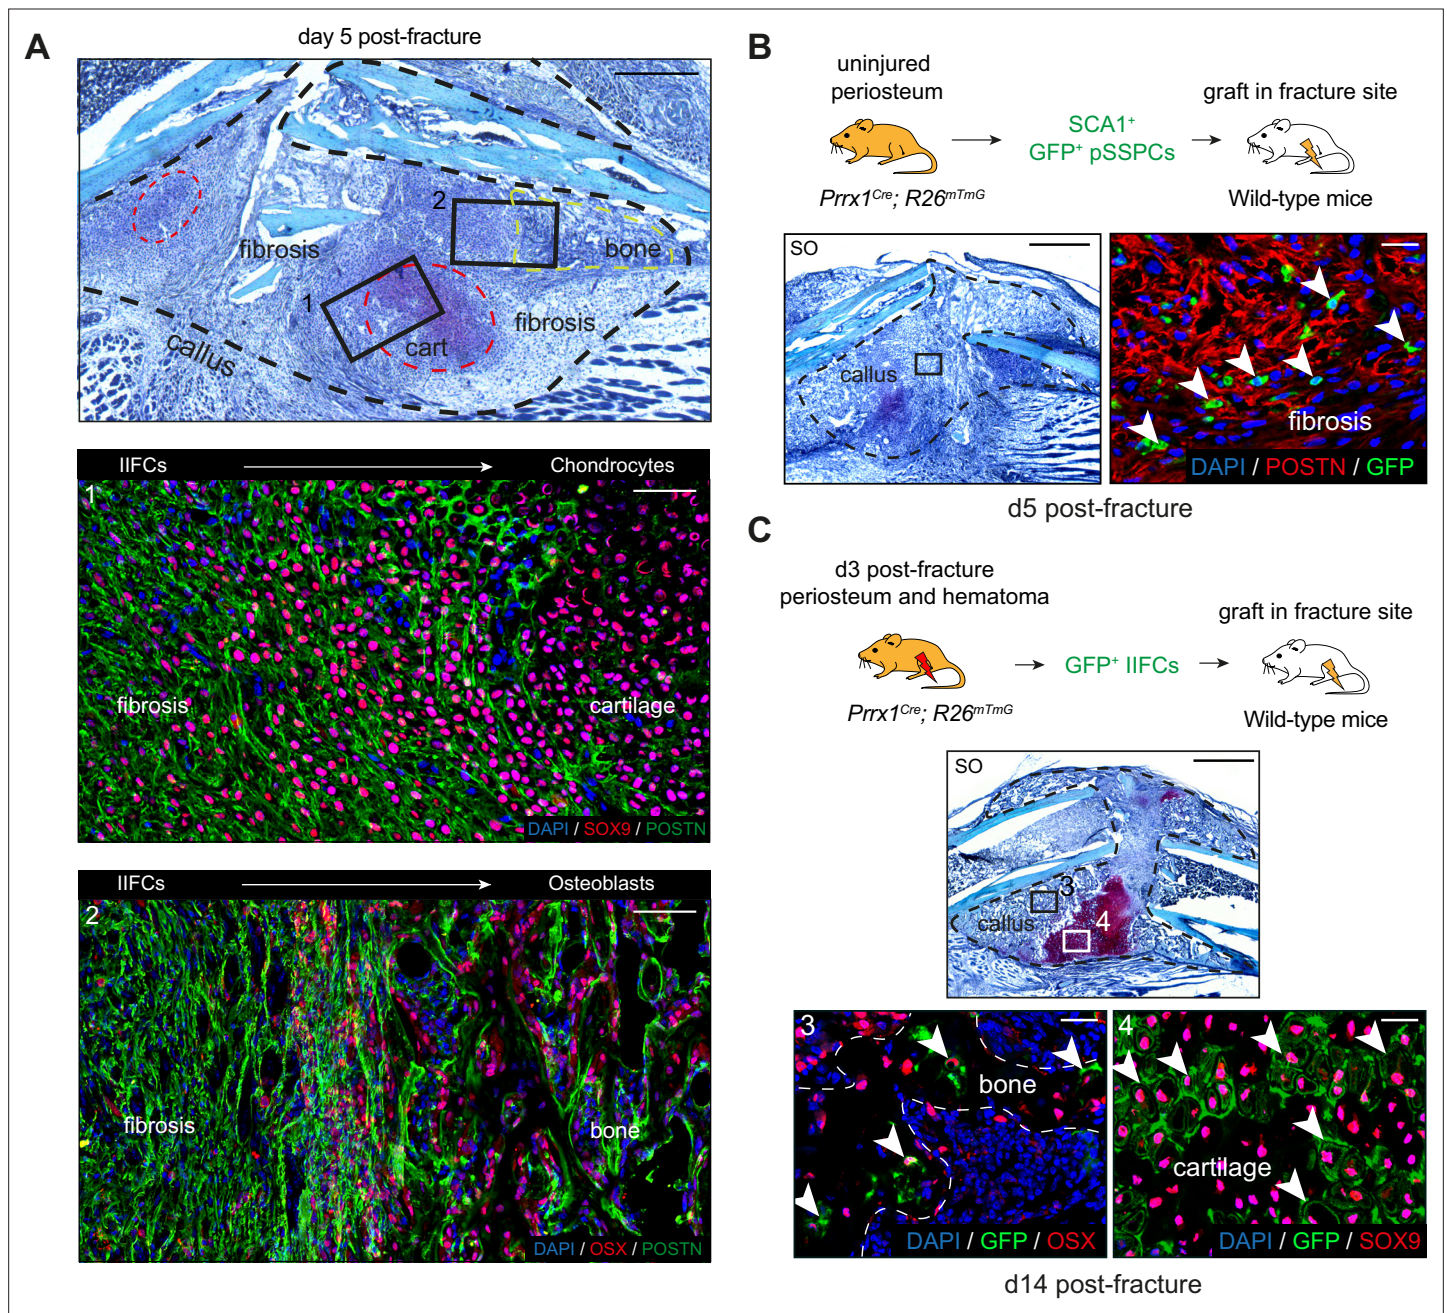 A
day 5 post-fracture
2
fibrosis
bone
1
fibrosis
cart
callus
IIFCs
Chondrocytes
1
fibrosis
cartilage
DAPI / SOX9 / POSTN
IIFCs
Osteoblasts
2
fibrosis
bone
DAPI / OSX / POSTN
B
uninjured
periosteum
SCA1⁺
GFP⁺ pSSPCs
graft in fracture site
Prrx1ᶜʳᵉ; R26ᵐᵀᵐᴳ
Wild-type mice
SO
callus
fibrosis
DAPI / POSTN / GFP
d5 post-fracture
C
d3 post-fracture
periosteum and hematoma
GFP⁺ IIFCs
graft in fracture site
Prrx1ᶜʳᵉ; R26ᵐᵀᵐᴳ
Wild-type mice
SO
3
callus
4
3
bone
DAPI / GFP / OSX
4
cartilage
DAPI / GFP / SOX9
d14 post-fracture